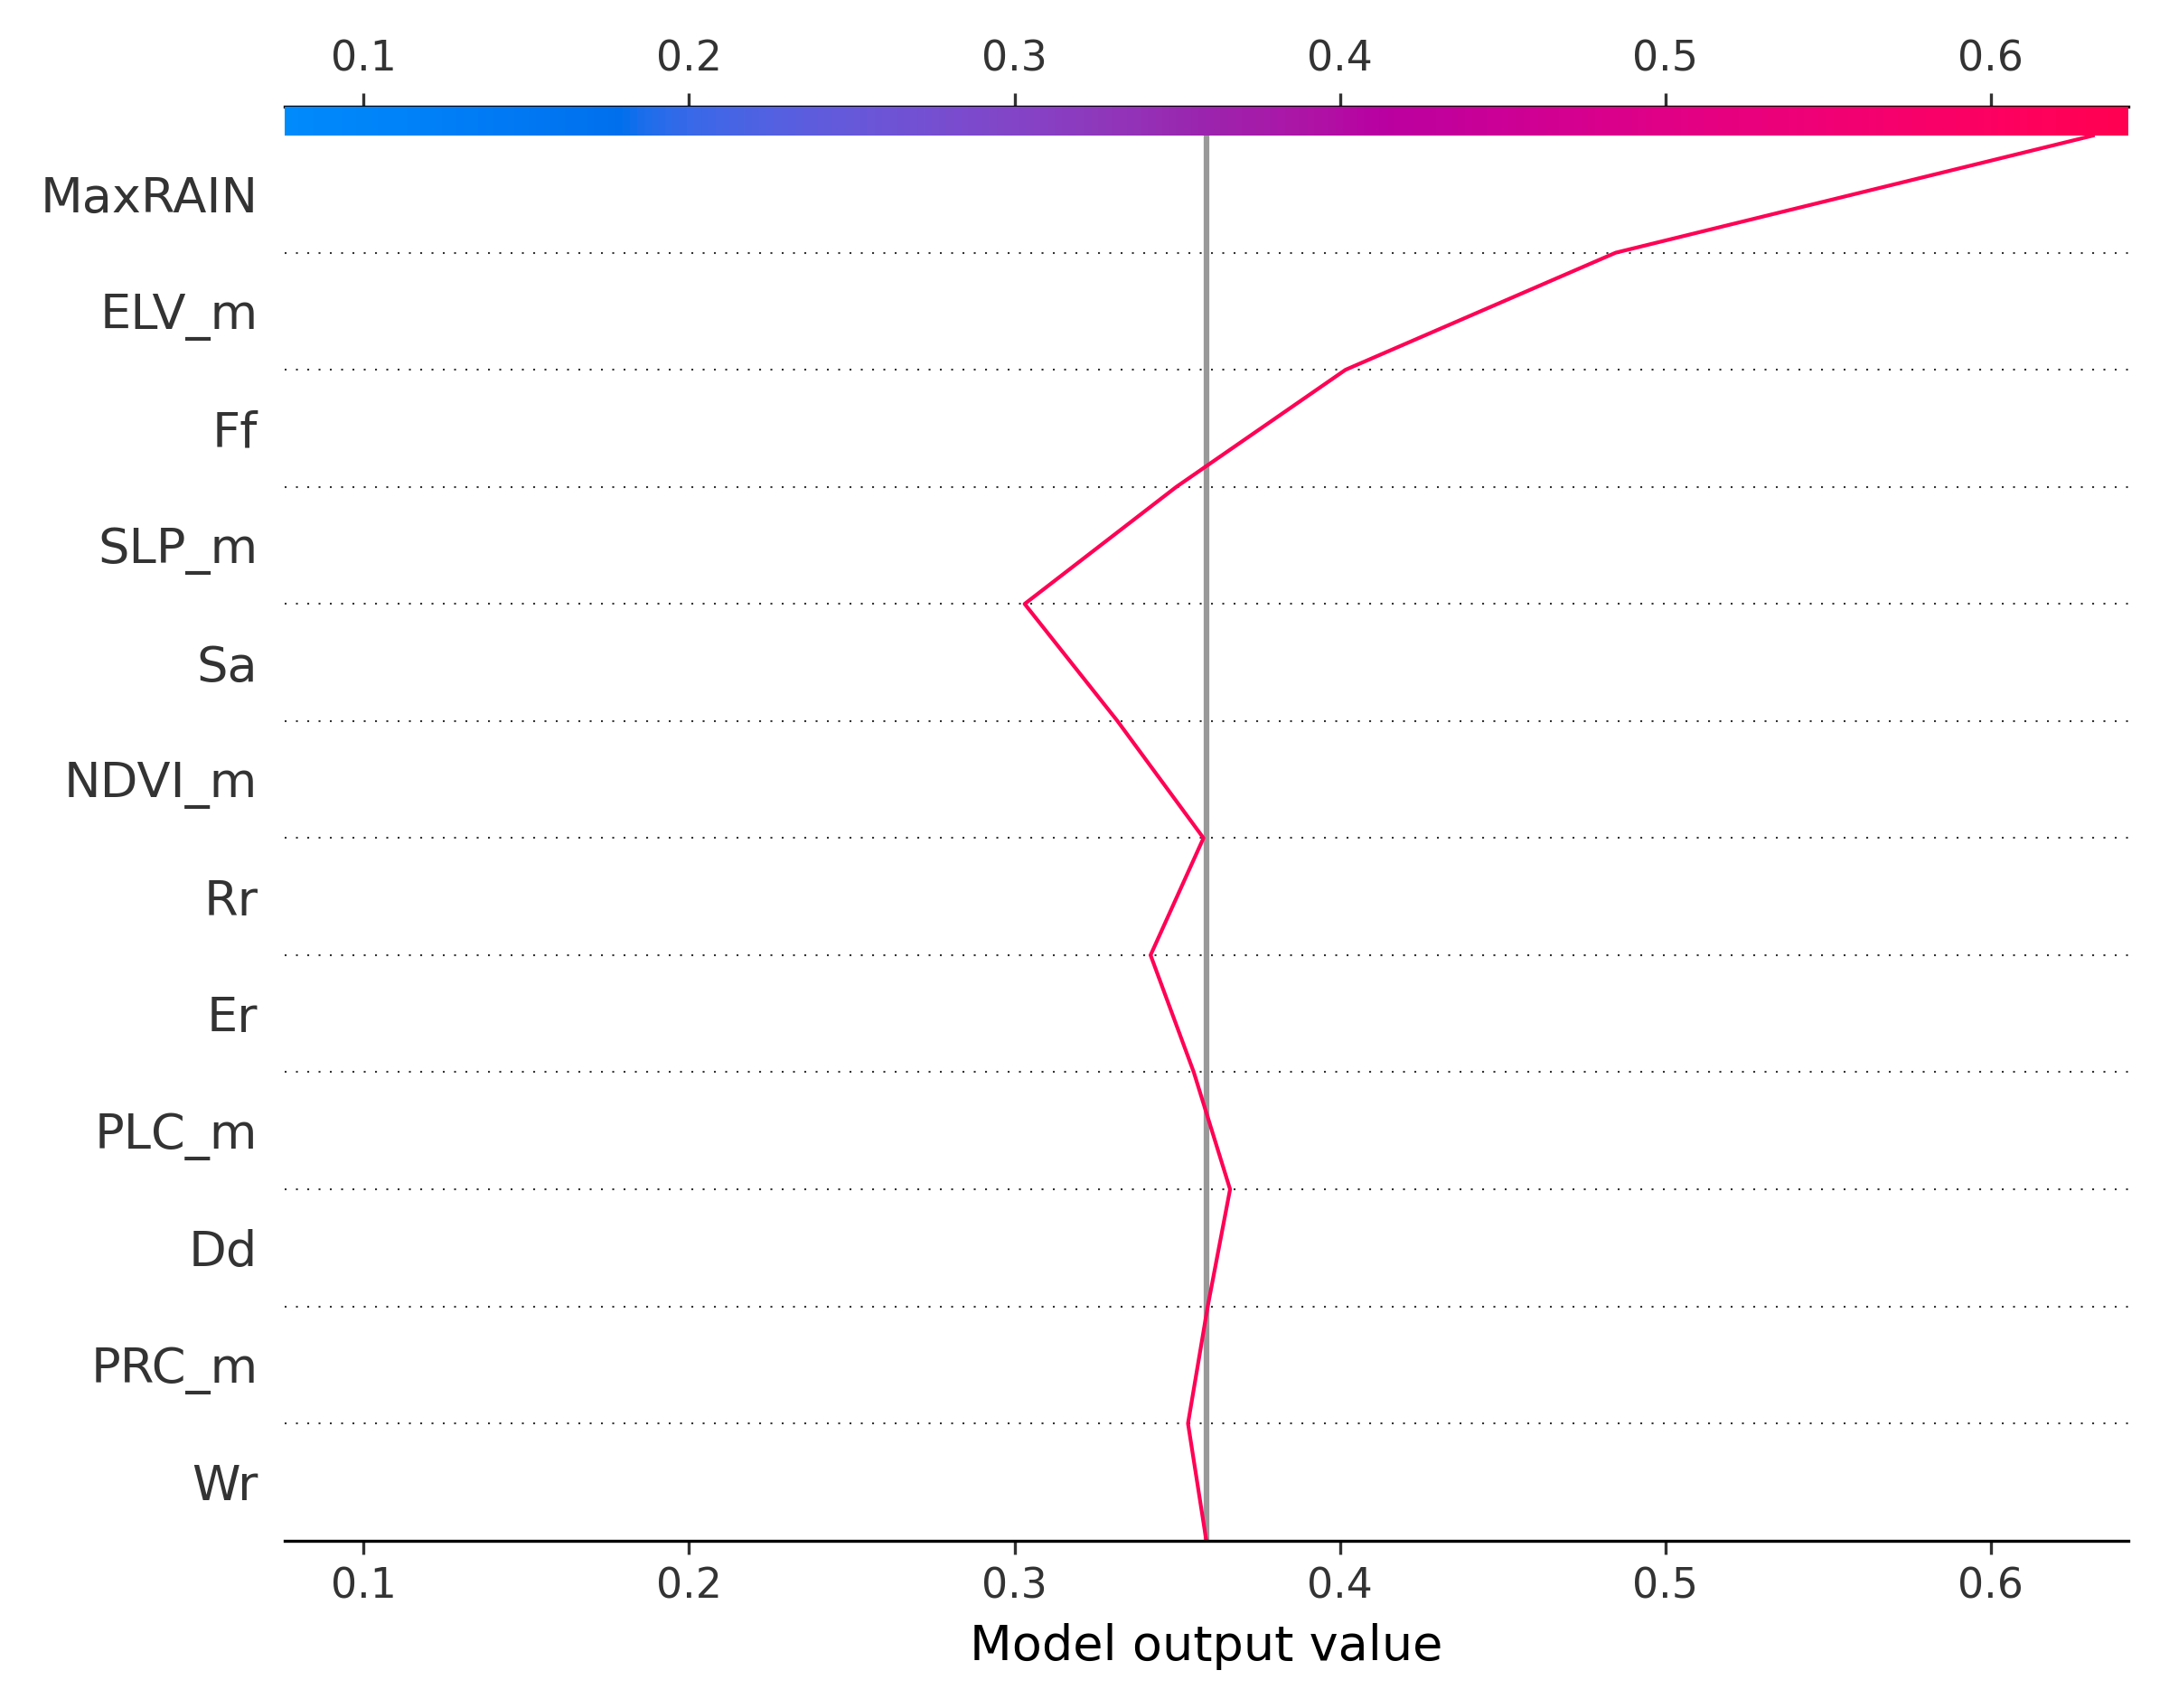 0.1 0.2 0.3 0.4 0.5 0.6
MaxRAIN
ELV_m
Ff
SLP_m
Sa
NDVI_m
Rr
Er
PLC_m
Dd
PRC_m
Wr
0.1 0.2 0.3 0.4 0.5 0.6
Model output value